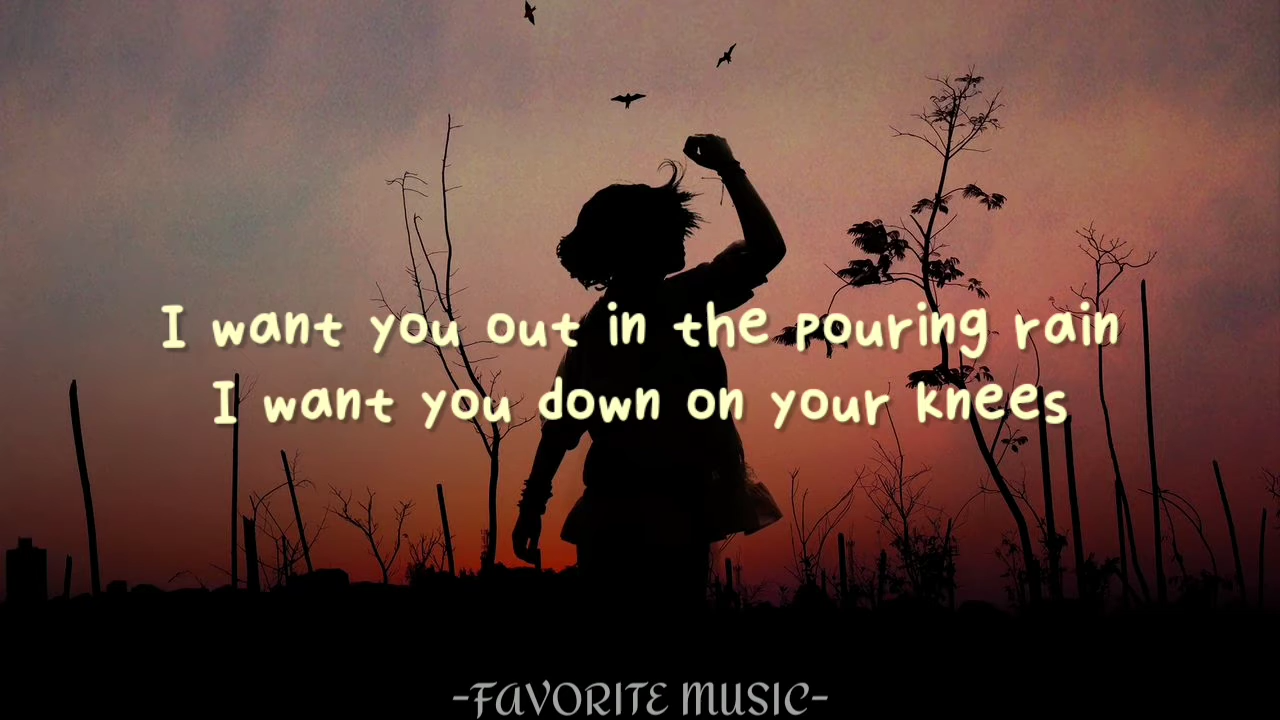 I want you out in the pouring rain
I want you down on your knees
-FAVORITE MUSIC-